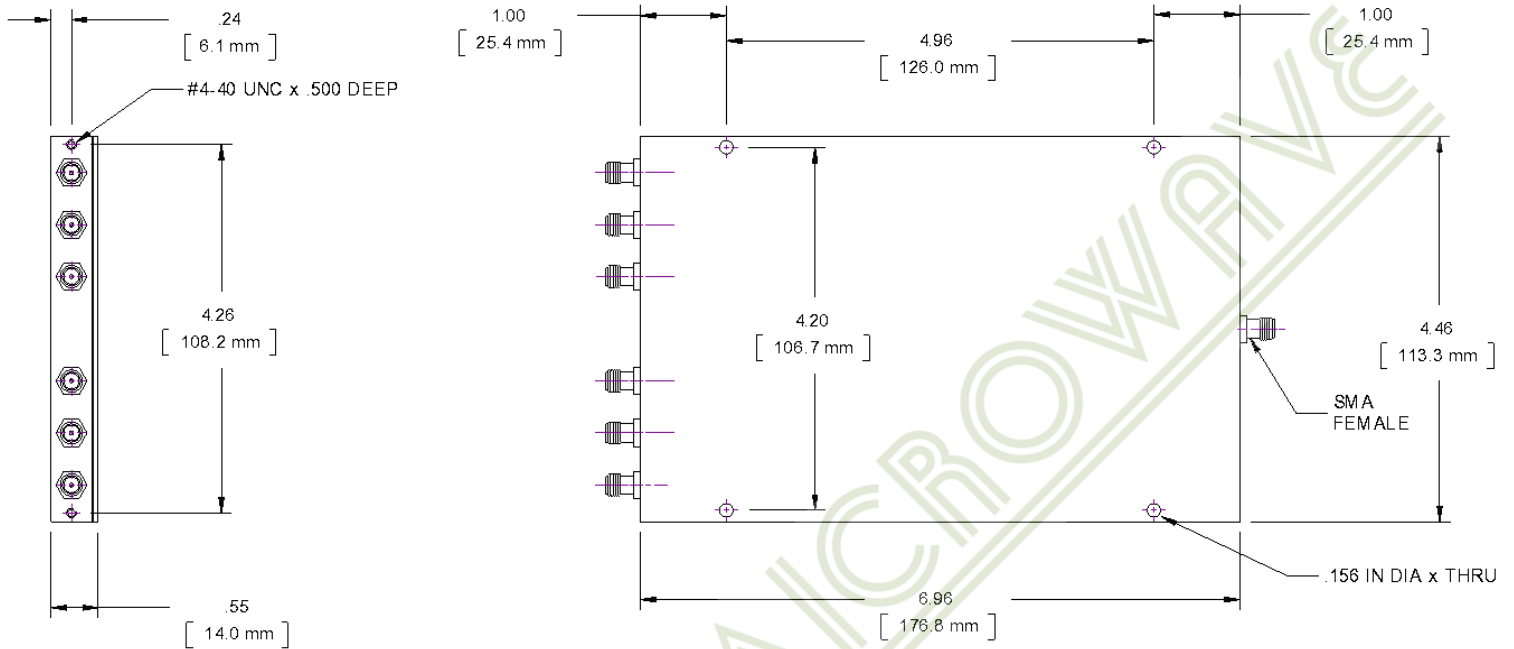 .24
[ 6.1 mm ]
#4-40 UNC x .500 DEEP
4.26
[ 108.2 mm ]
.55
[ 14.0 mm ]
1.00
[ 25.4 mm ]
4.96
[ 126.0 mm ]
1.00
[ 25.4 mm ]
4.20
[ 106.7 mm ]
4.46
[ 113.3 mm ]
SMA
FEMALE
.156 IN DIA x THRU
6.96
[ 176.8 mm ]
MICROWAVE